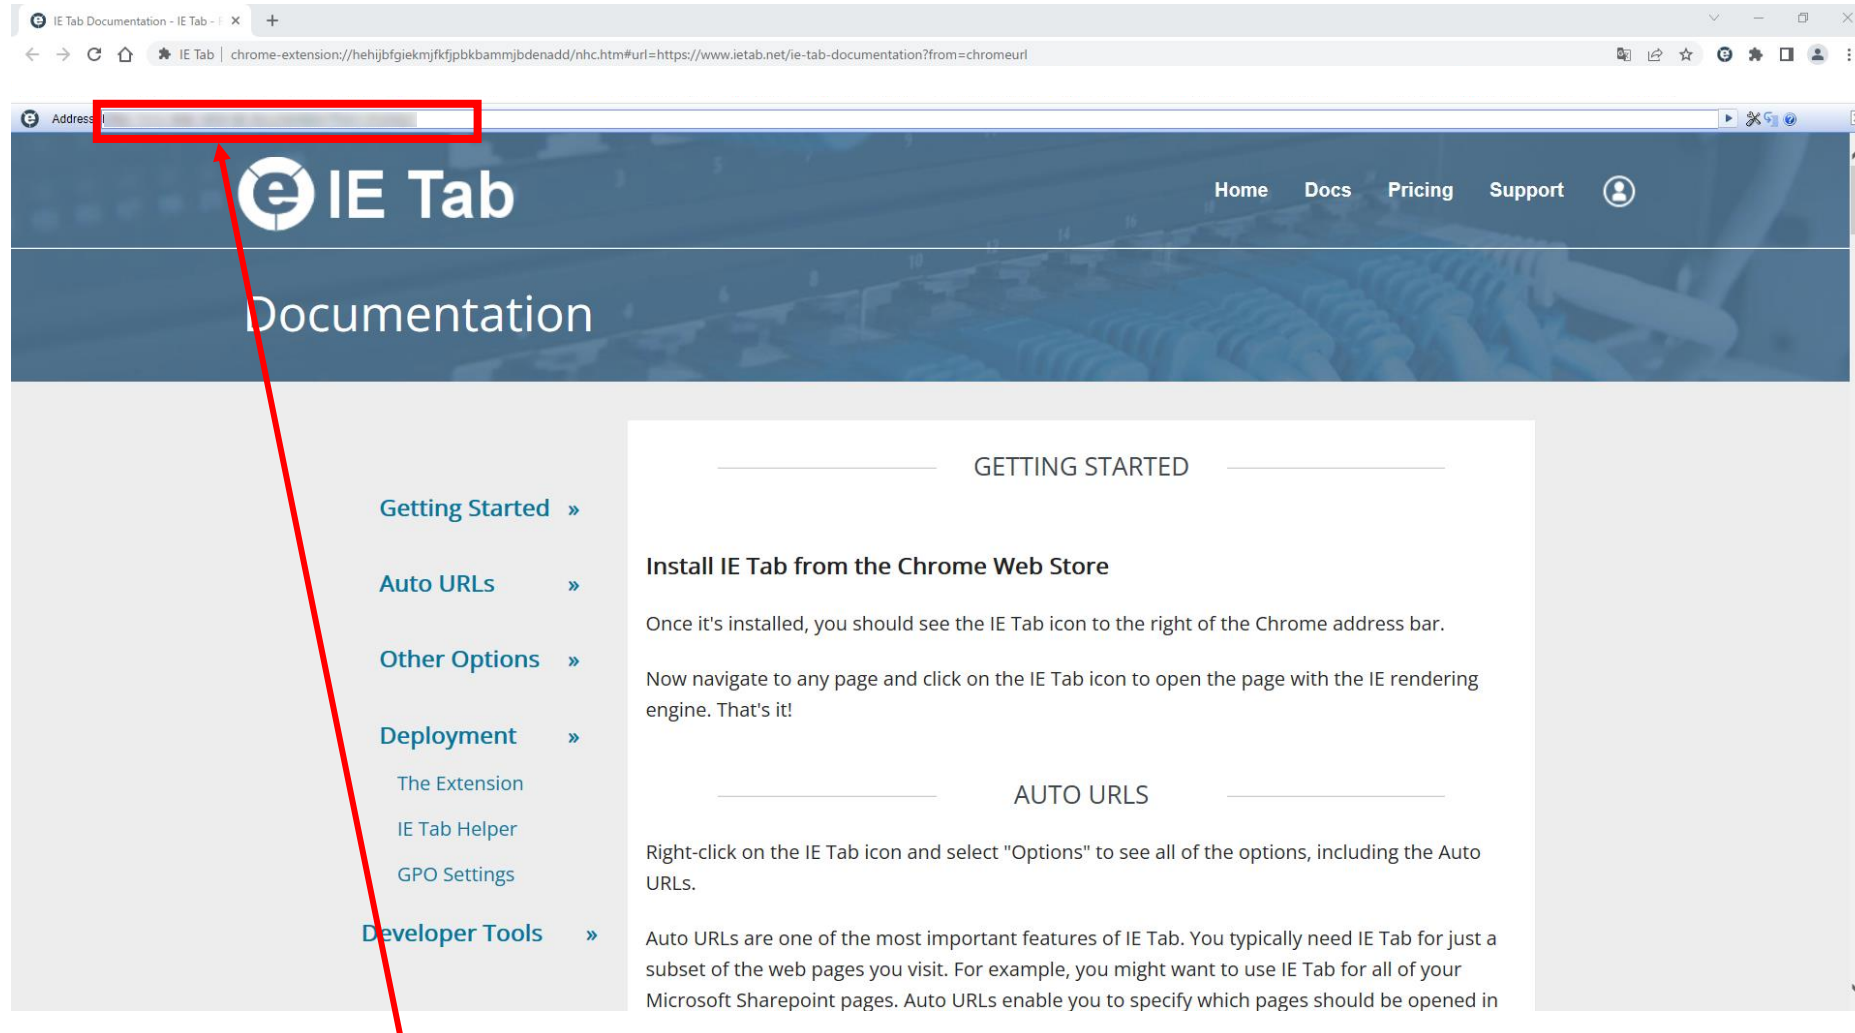 IE Tab Documentation - IE Tab -
IE Tab | chrome-extension://hehijbfgiekmjfkfjpbkbammjbdenadd/nhc.htm#url=https://www.ietab.net/ie-tab-documentation?from=chromeurl
Address
IE Tab
Home Docs Pricing Support
Documentation
Getting Started »
Auto URLs »
Other Options »
Deployment »
The Extension
IE Tab Helper
GPO Settings
Developer Tools »
GETTING STARTED
Install IE Tab from the Chrome Web Store
Once it's installed, you should see the IE Tab icon to the right of the Chrome address bar.
Now navigate to any page and click on the IE Tab icon to open the page with the IE rendering
engine. That's it!
AUTO URLS
Right-click on the IE Tab icon and select "Options" to see all of the options, including the Auto
URLs.
Auto URLs are one of the most important features of IE Tab. You typically need IE Tab for just a
subset of the web pages you visit. For example, you might want to use IE Tab for all of your
Microsoft Sharepoint pages. Auto URLs enable you to specify which pages should be opened in